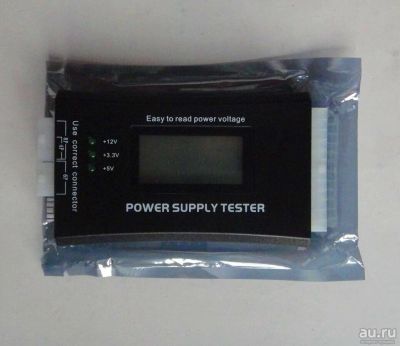 Easy to read power voltage
Use correct connector
+12V
+3.3V
+5V
POWER SUPPLY TESTER
au.ru